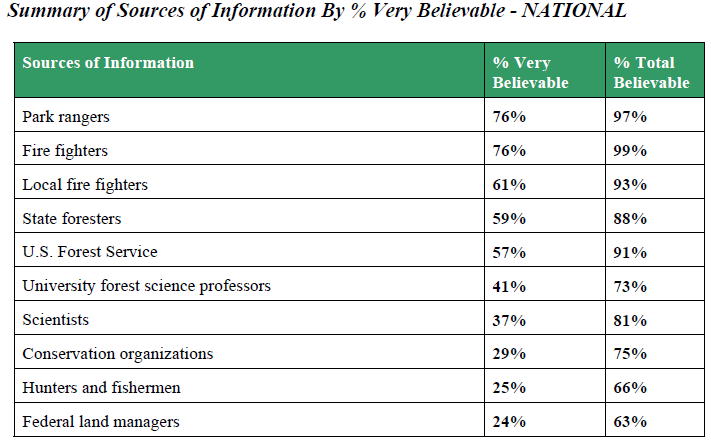 Summary of Sources of Information By % Very Believable - NATIONAL
Sources of Information % Very Believable % Total Believable
Park rangers 76% 97%
Fire fighters 76% 99%
Local fire fighters 61% 93%
State foresters 59% 88%
U.S. Forest Service 57% 91%
University forest science professors 41% 73%
Scientists 37% 81%
Conservation organizations 29% 75%
Hunters and fishermen 25% 66%
Federal land managers 24% 63%